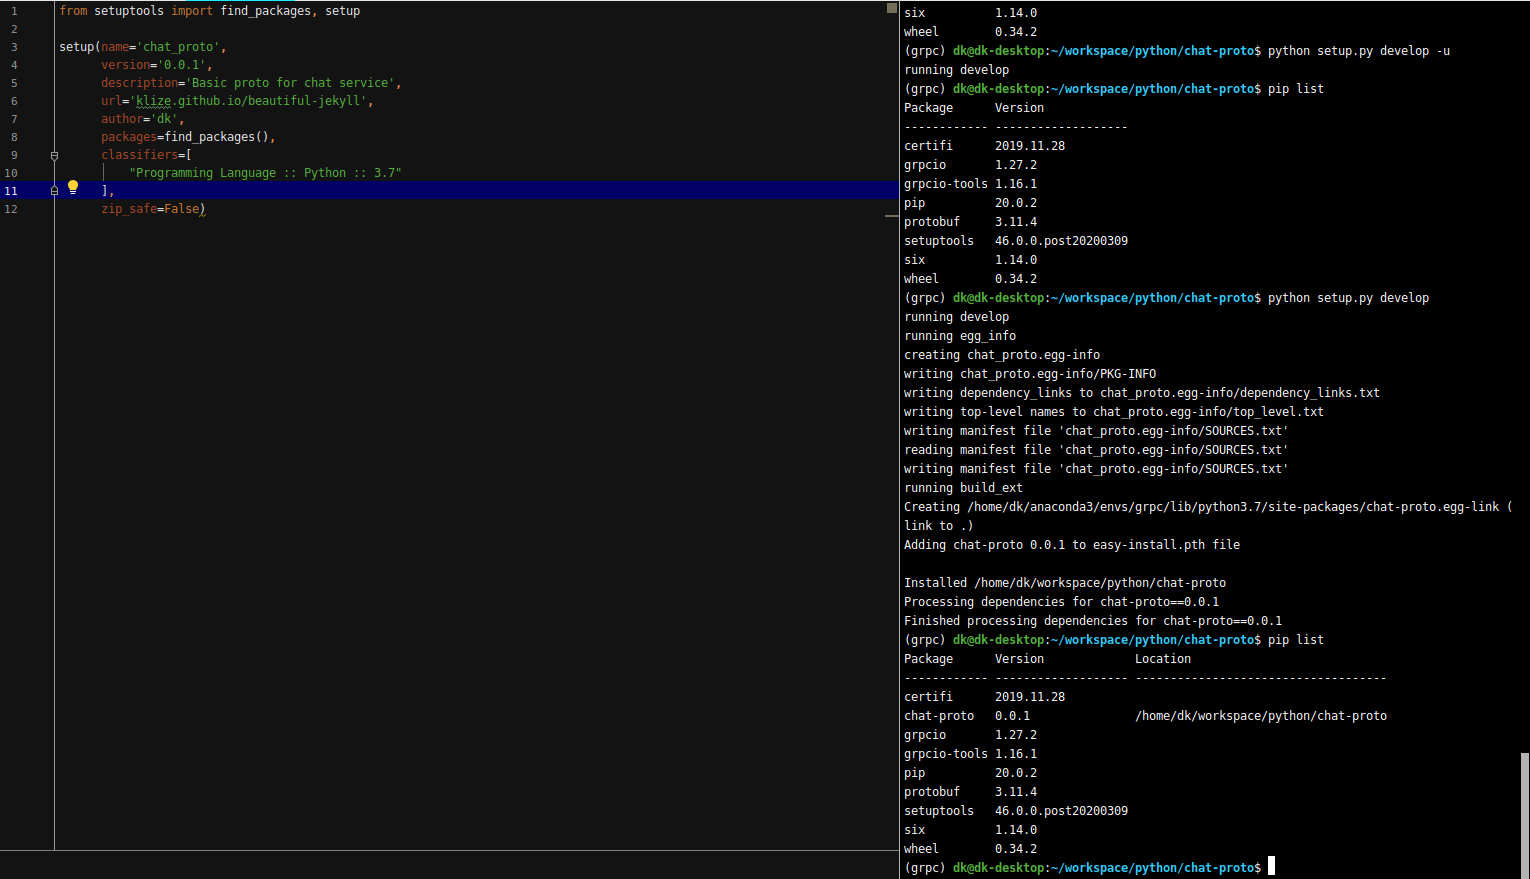 1 from setuptools import find_packages, setup
2
3 setup(name='chat_proto',
4 version='0.0.1',
5 description='Basic proto for chat service',
6 url='klize.github.io/beautiful-jekyll',
7 author='dk',
8 packages=find_packages(),
9 classifiers=[
10 "Programming Language :: Python :: 3.7"
11 ],
12 zip_safe=False)
six 1.14.0
wheel 0.34.2
(grpc) dk@dk-desktop:~/workspace/python/chat-proto$ python setup.py develop -u
running develop
(grpc) dk@dk-desktop:~/workspace/python/chat-proto$ pip list
Package Version
------------ -------------------
certifi 2019.11.28
grpcio 1.27.2
grpcio-tools 1.16.1
pip 20.0.2
protobuf 3.11.4
setuptools 46.0.0.post20200309
six 1.14.0
wheel 0.34.2
(grpc) dk@dk-desktop:~/workspace/python/chat-proto$ python setup.py develop
running develop
running egg_info
creating chat_proto.egg-info
writing chat_proto.egg-info/PKG-INFO
writing dependency_links to chat_proto.egg-info/dependency_links.txt
writing top-level names to chat_proto.egg-info/top_level.txt
writing manifest file 'chat_proto.egg-info/SOURCES.txt'
reading manifest file 'chat_proto.egg-info/SOURCES.txt'
writing manifest file 'chat_proto.egg-info/SOURCES.txt'
running build_ext
Creating /home/dk/anaconda3/envs/grpc/lib/python3.7/site-packages/chat-proto.egg-link (
link to .)
Adding chat-proto 0.0.1 to easy-install.pth file

Installed /home/dk/workspace/python/chat-proto
Processing dependencies for chat-proto==0.0.1
Finished processing dependencies for chat-proto==0.0.1
(grpc) dk@dk-desktop:~/workspace/python/chat-proto$ pip list
Package Version Location
------------ ------------------- ------------------------------------
certifi 2019.11.28
chat-proto 0.0.1 /home/dk/workspace/python/chat-proto
grpcio 1.27.2
grpcio-tools 1.16.1
pip 20.0.2
protobuf 3.11.4
setuptools 46.0.0.post20200309
six 1.14.0
wheel 0.34.2
(grpc) dk@dk-desktop:~/workspace/python/chat-proto$